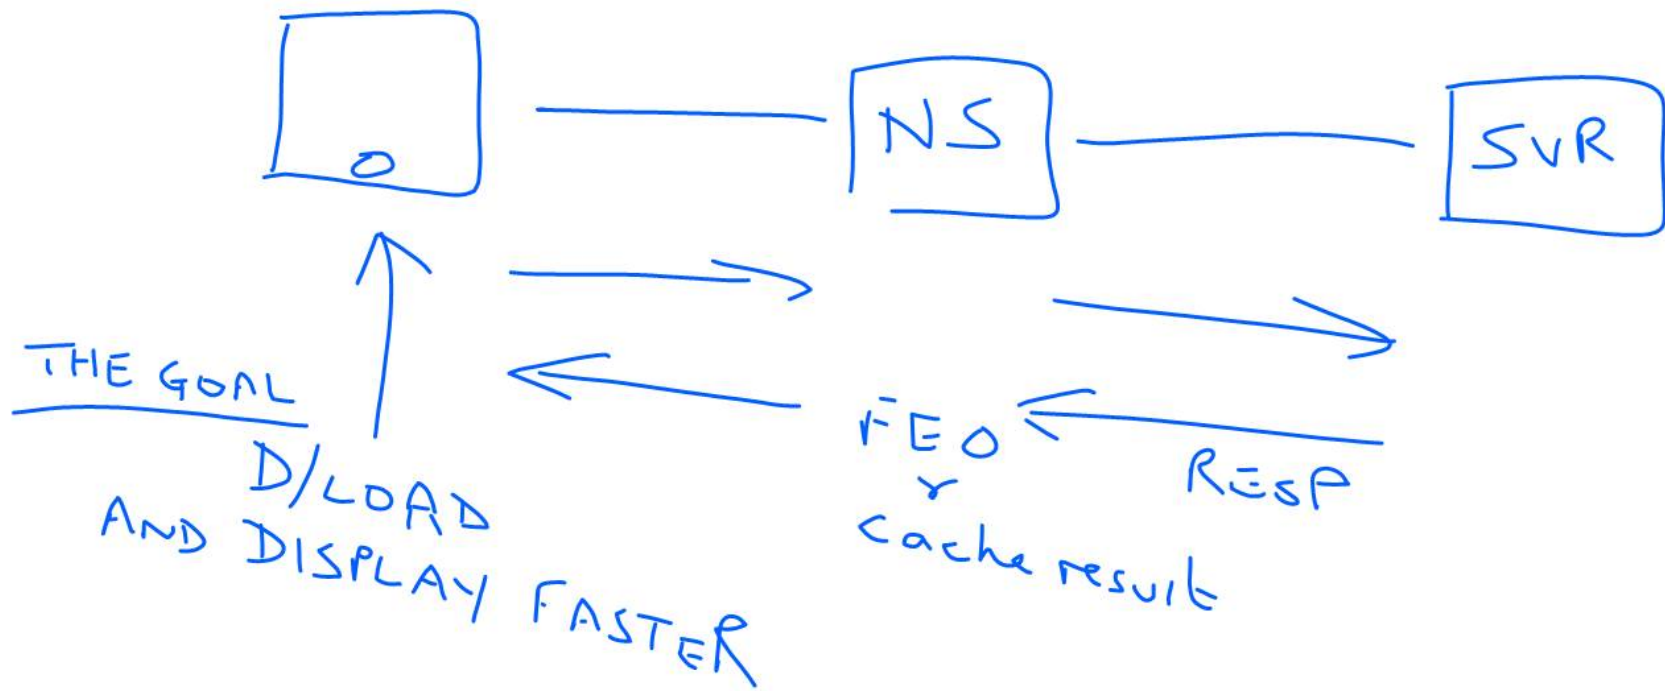 NS
SVR
THE GOAL
D/LOAD
AND DISPLAY FASTER
FEO
RESP
cache result